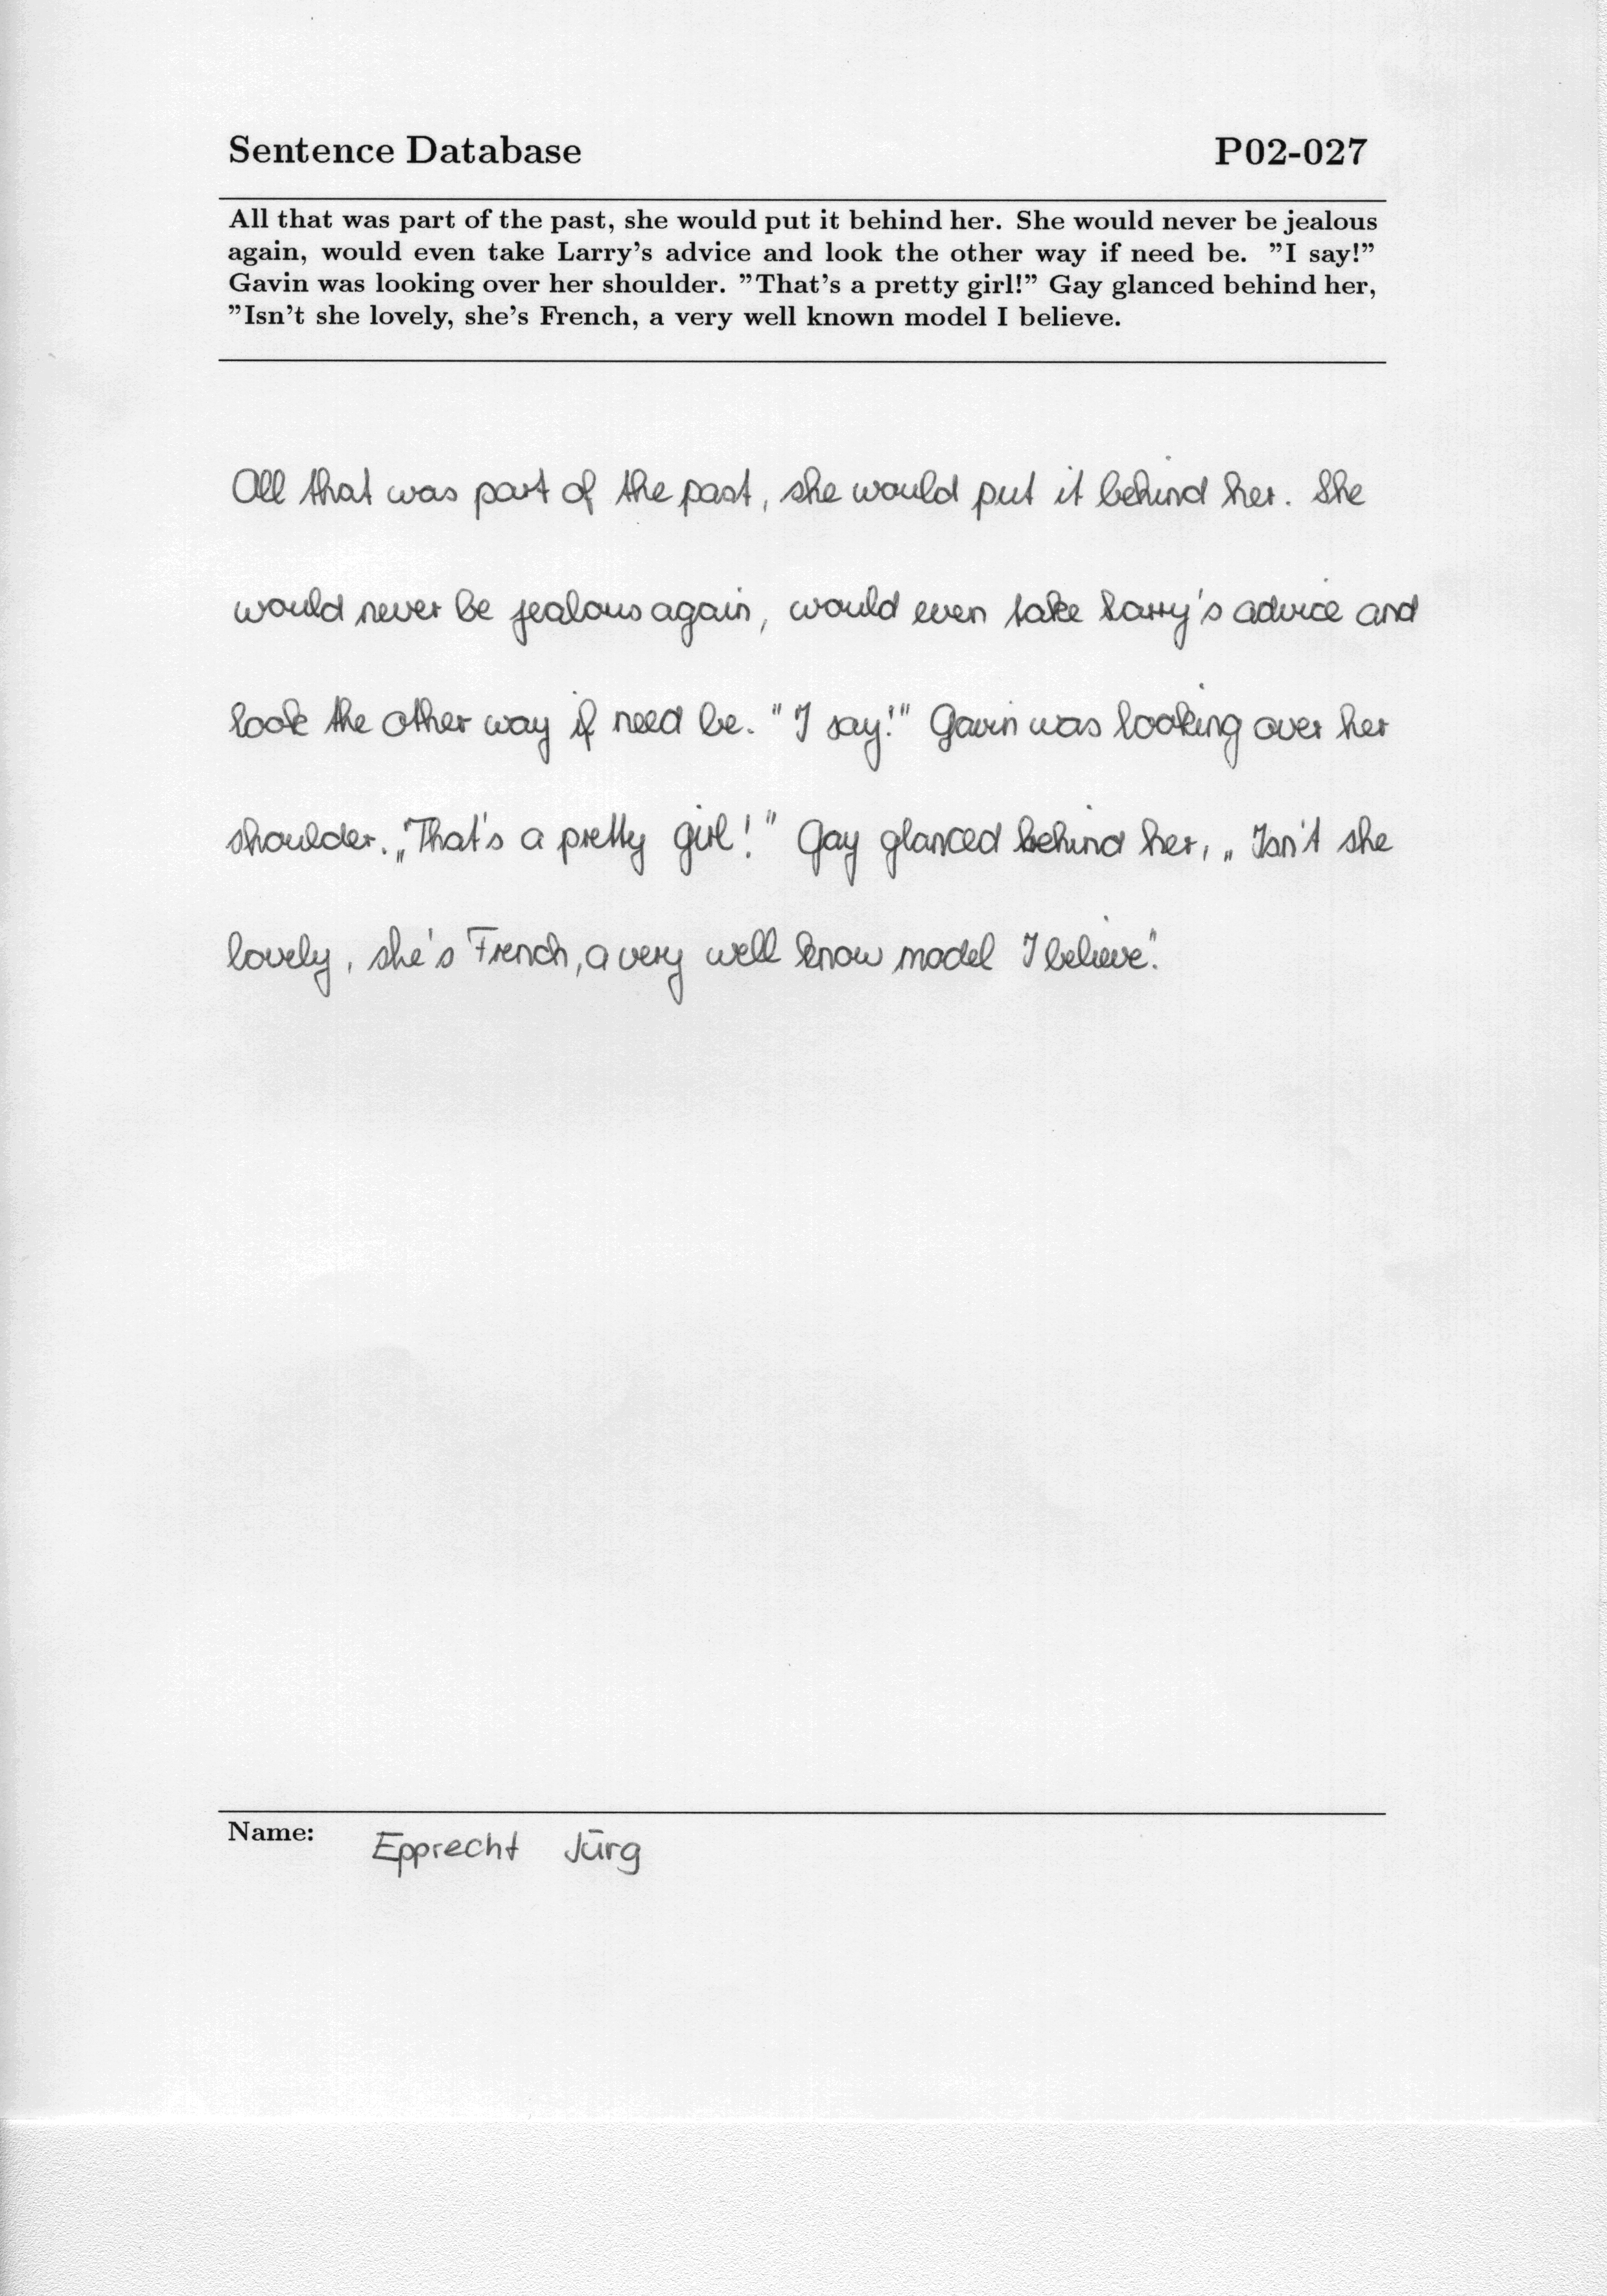 Sentence Database P02-027
All that was part of the past, she would put it behind her. She would never be jealous
again, would even take Larry's advice and look the other way if need be. ”I say!”
Gavin was looking over her shoulder. ”That's a pretty girl!” Gay glanced behind her,
”Isn't she lovely, she's French, a very well known model I believe.
All that was part of the past, she would put it behind her. She
would never be jealous again, would even take Larry's advice and
look the other way if need be. "I say!" Gavin was looking over her
shoulder. „That's a pretty girl!" Gay glanced behind her, „Isn't she
lovely, she's French, a very well know model I believe".
Name: Epprecht Jürg